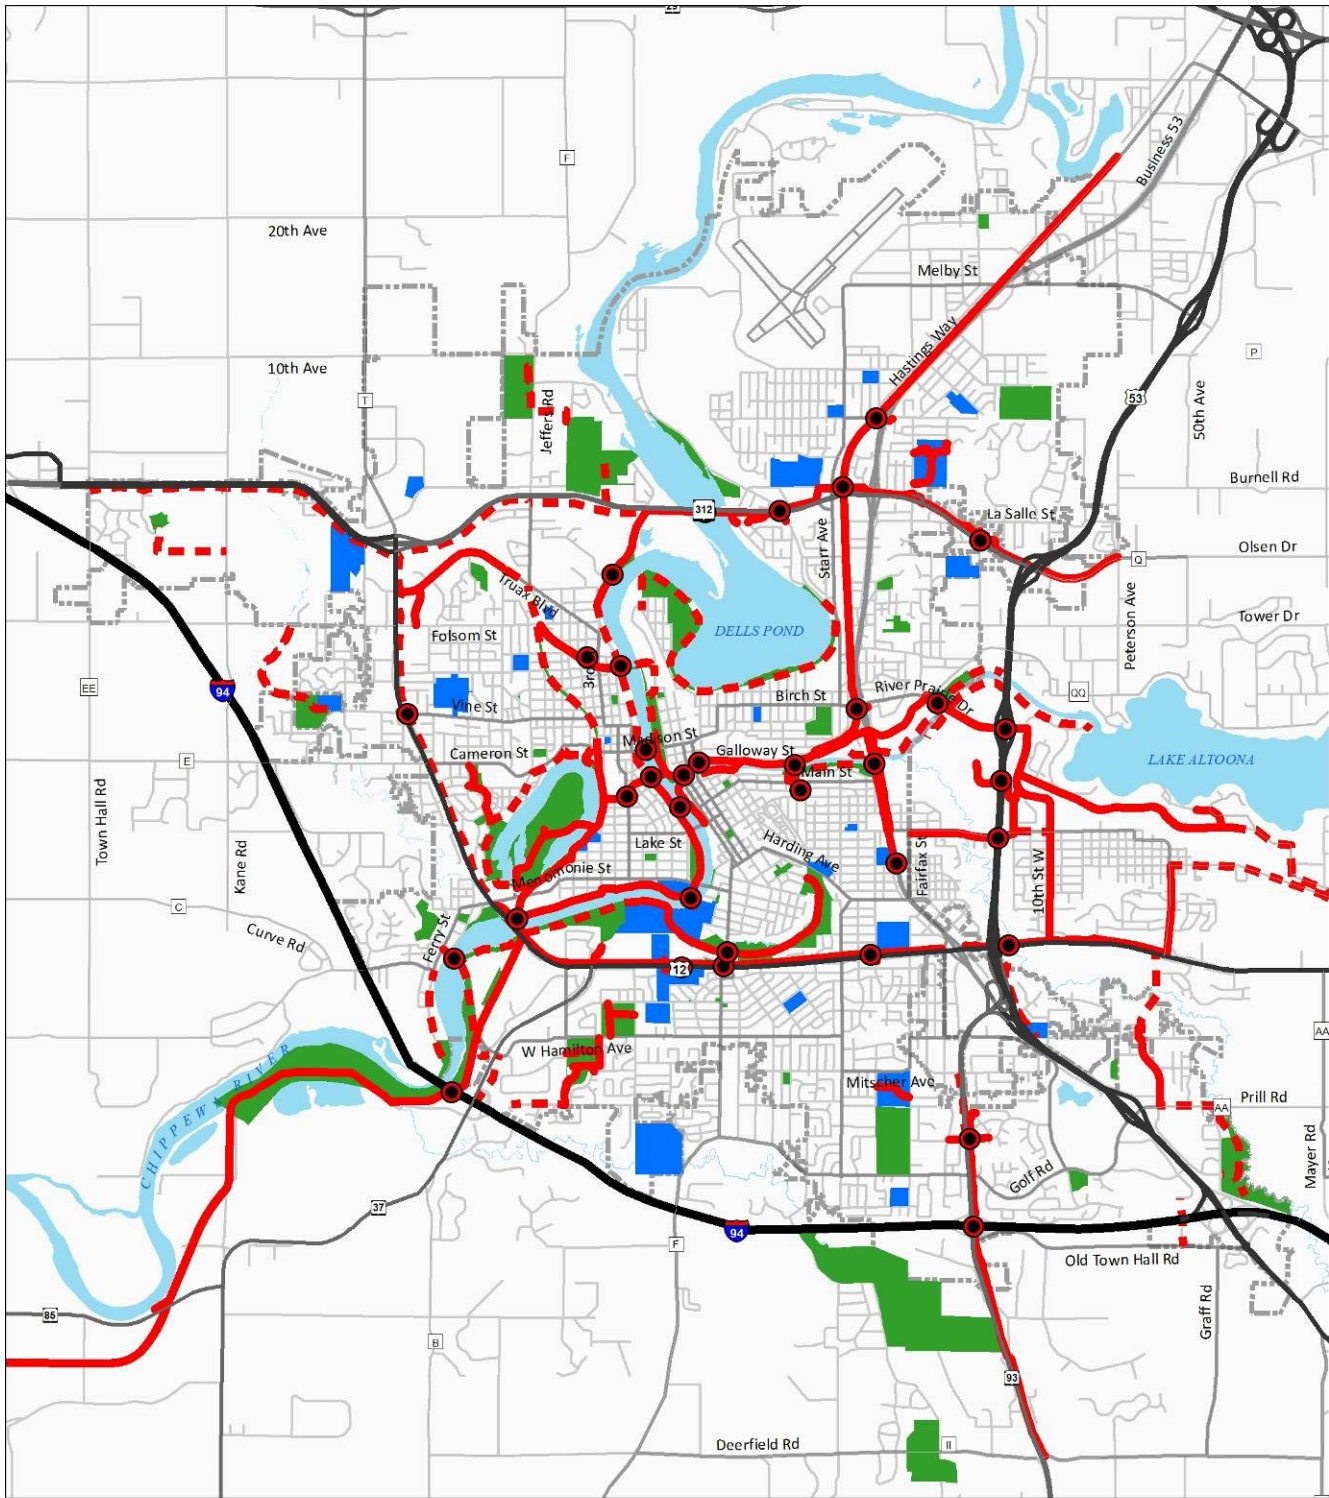 29
F
Business 53
20th Ave
Melby St
Hastings Way
10th Ave
P
53
T
Jeffers Rd
50th Ave
Burnell Rd
312
La Salle St
Starr Ave
Olsen Dr
Q
Truax Blvd
Folsom St
DELLS POND
Tower Dr
Peterson Ave
EE
94
3rd
Vine St
Birch St
River Prairie Dr
QQ
Madison St
Cameron St
Galloway St
E
Main St
LAKE ALTOONA
Town Hall Rd
Lake St
Harding Ave
Kane Rd
Menomonie St
Fairfax St
10th St W
C
Curve Rd
Ferry St
12
AA
W Hamilton Ave
CHIPPEWA RIVER
Mitscher Ave
Prill Rd
AA
Mayer Rd
Golf Rd
37
94
F
Old Town Hall Rd
85
Graff Rd
B
93
Deerfield Rd
II